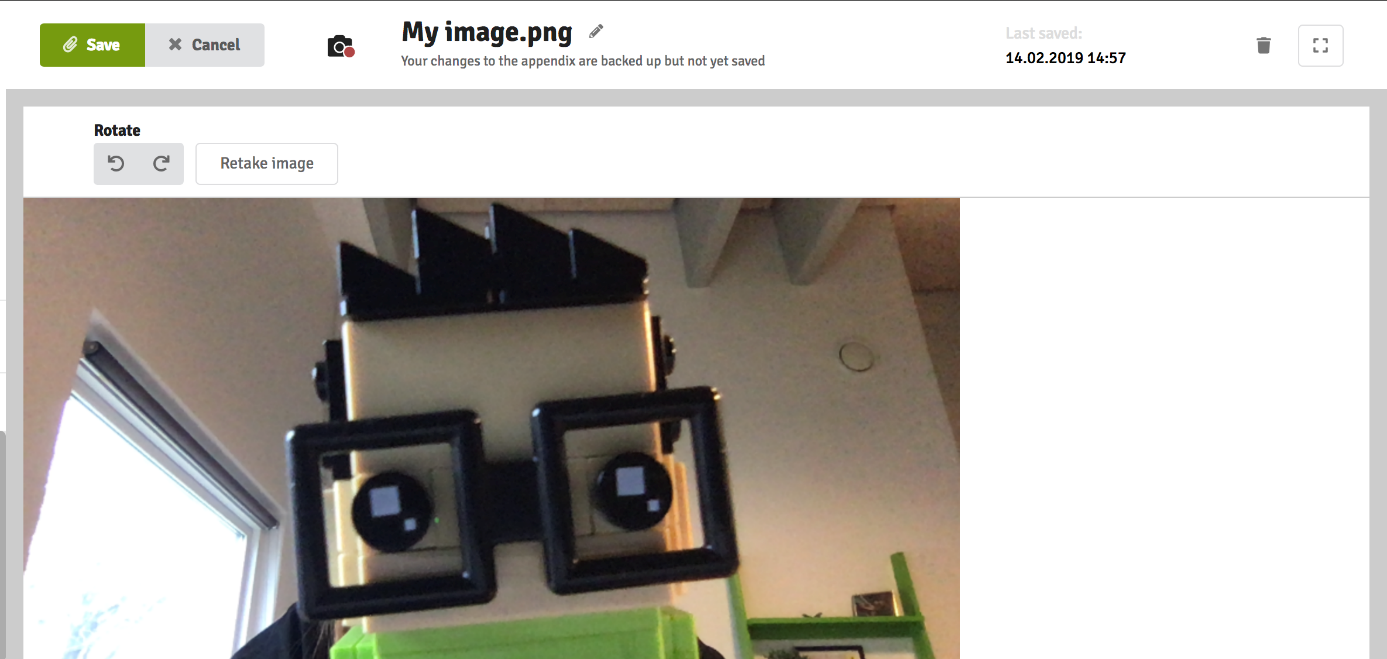 Save
Cancel
My image.png
Your changes to the appendix are backed up but not yet saved
Last saved:
14.02.2019 14:57
Rotate
Retake image